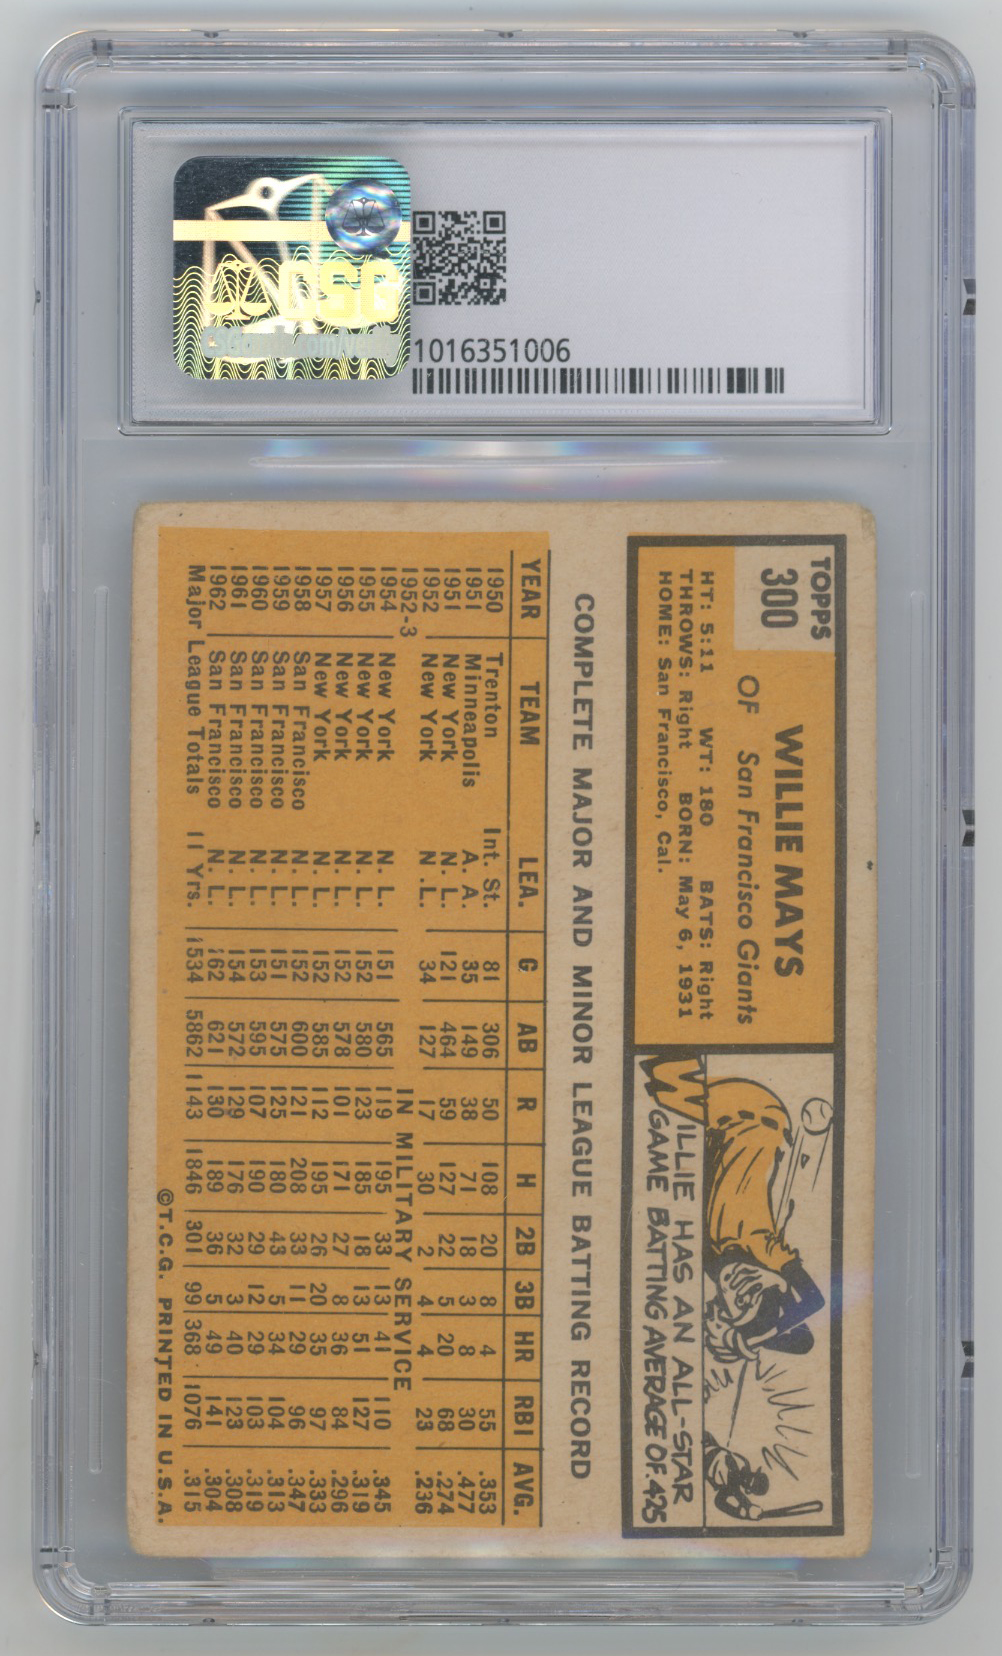 CSG
1016351006
TOPPS
300
WILLIE MAYS
OF San Francisco Giants
HT: 5:11 WT: 180 BATS: Right
THROWS: Right BORN: May 6, 1931
HOME: San Francisco, Cal.
WILLIE HAS AN ALL-STAR
GAME BATTING AVERAGE OF .425
COMPLETE MAJOR AND MINOR LEAGUE BATTING RECORD
YEAR TEAM LEA. G AB R H 2B 3B HR RBI AVG.
1950 Trenton Int. St. 81 306 50 108 20 8 4 55 .353
1951 Minneapolis A. A. 35 149 38 71 18 3 8 30 .477
1951 New York N. L. 121 464 59 127 22 5 20 68 .274
1952 New York N. L. 34 127 17 30 2 4 4 23 .236
1952-3 IN MILITARY SERVICE
1954 New York N. L. 151 565 119 195 33 13 41 110 .345
1955 New York N. L. 152 580 123 185 18 13 51 127 .319
1956 New York N. L. 152 578 101 171 27 8 36 84 .296
1957 New York N. L. 152 585 112 195 26 20 35 97 .333
1958 San Francisco N. L. 152 600 121 208 33 11 29 96 .347
1959 San Francisco N. L. 151 575 125 180 43 5 34 104 .313
1960 San Francisco N. L. 153 595 107 190 29 12 29 103 .319
1961 San Francisco N. L. 154 572 129 176 32 3 40 123 .308
1962 San Francisco N. L. 162 621 130 189 36 5 49 141 .304
Major League Totals 11 Yrs. 1534 5862 1143 1846 301 99 368 1076 .315
©T.C.G. PRINTED IN U.S.A.